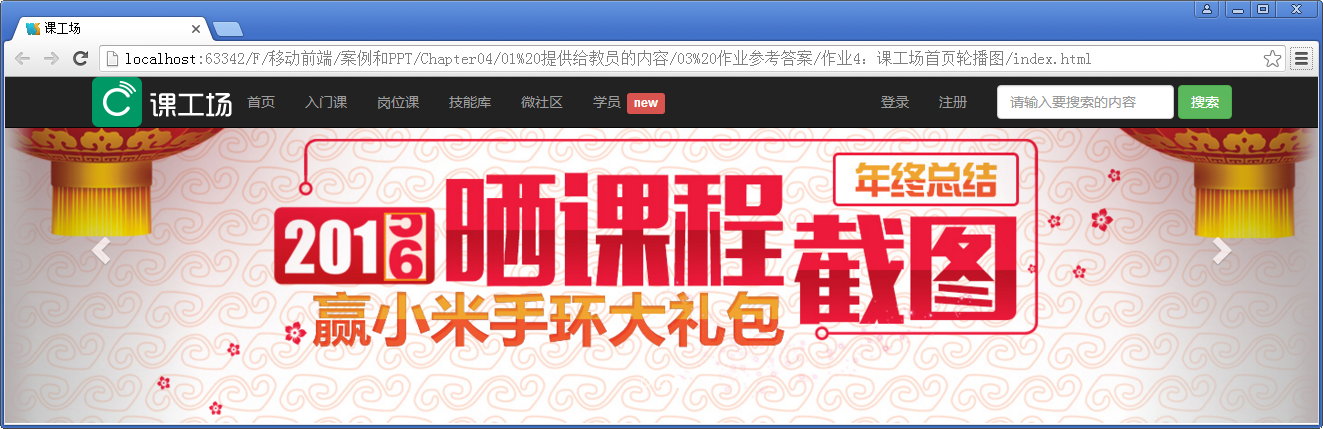 课工场
localhost:63342/F/移动前端/案例和PPT/Chapter04/01%20提供给教员的内容/03%20作业参考答案/作业4：课工场首页轮播图/index.html
课工场 首页 入门课 岗位课 技能库 微社区 学员 new 登录 注册 请输入要搜索的内容 搜索
年终总结
2016 晒课程
截图
赢小米手环大礼包